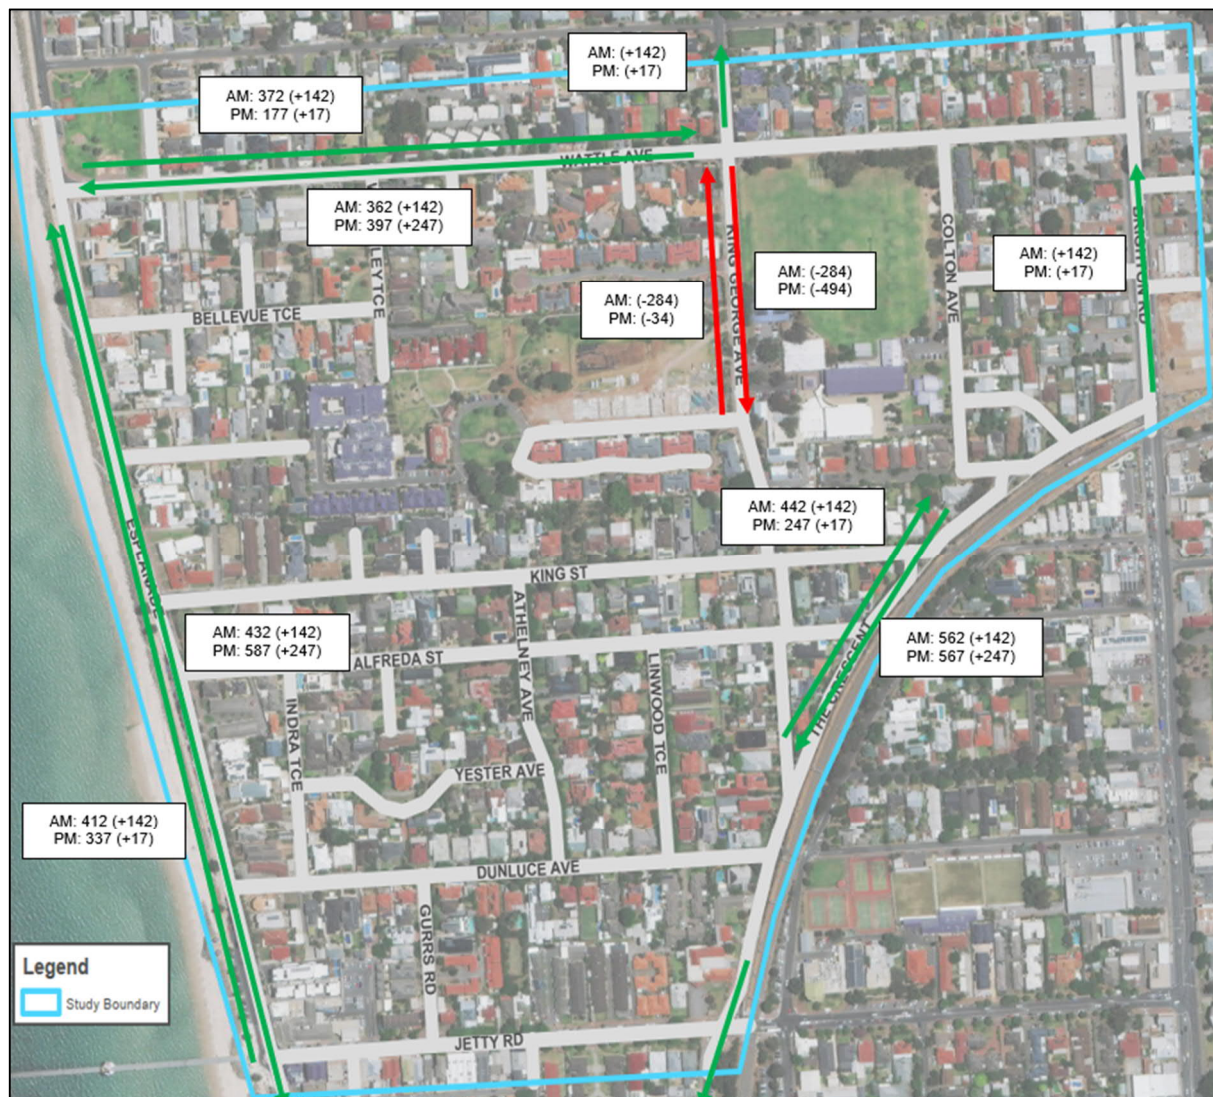 AM: (+142)
PM: (+17)
AM: 372 (+142)
PM: 177 (+17)
WATTLE AVE
AM: 362 (+142)
PM: 397 (+247)
LEY TCE
KING GEORGE AVE
COLTON AVE
BRIGHTON RD
AM: (+142)
PM: (+17)
AM: (-284)
PM: (-494)
AM: (-284)
PM: (-34)
BELLEVUE TCE
AM: 442 (+142)
PM: 247 (+17)
ESPLANADE
KING ST
ATHELNEY AVE
AM: 432 (+142)
PM: 587 (+247)
ALFREDA ST
AM: 562 (+142)
PM: 567 (+247)
THE CRESCENT
LINWOOD TCE
INDRA TCE
YESTER AVE
AM: 412 (+142)
PM: 337 (+17)
DUNLUCE AVE
GURRS RD
Legend
Study Boundary
JETTY RD